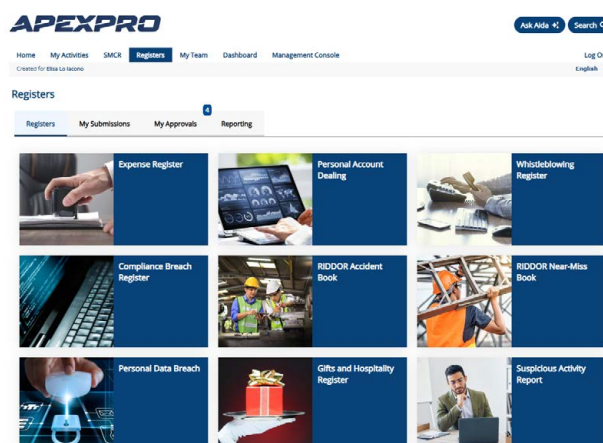 APEXPRO
Ask Aida
Search
Home My Activities SMCR Registers My Team Dashboard Management Console
Created for Elisa Lo Iacono
English
Registers
4
Registers My Submissions My Approvals Reporting
Expense Register
Personal Account
Dealing
Whistleblowing
Register
Compliance Breach
Register
RIDDOR Accident
Book
RIDDOR Near-Miss
Book
Personal Data Breach
Gifts and Hospitality
Register
Suspicious Activity
Report